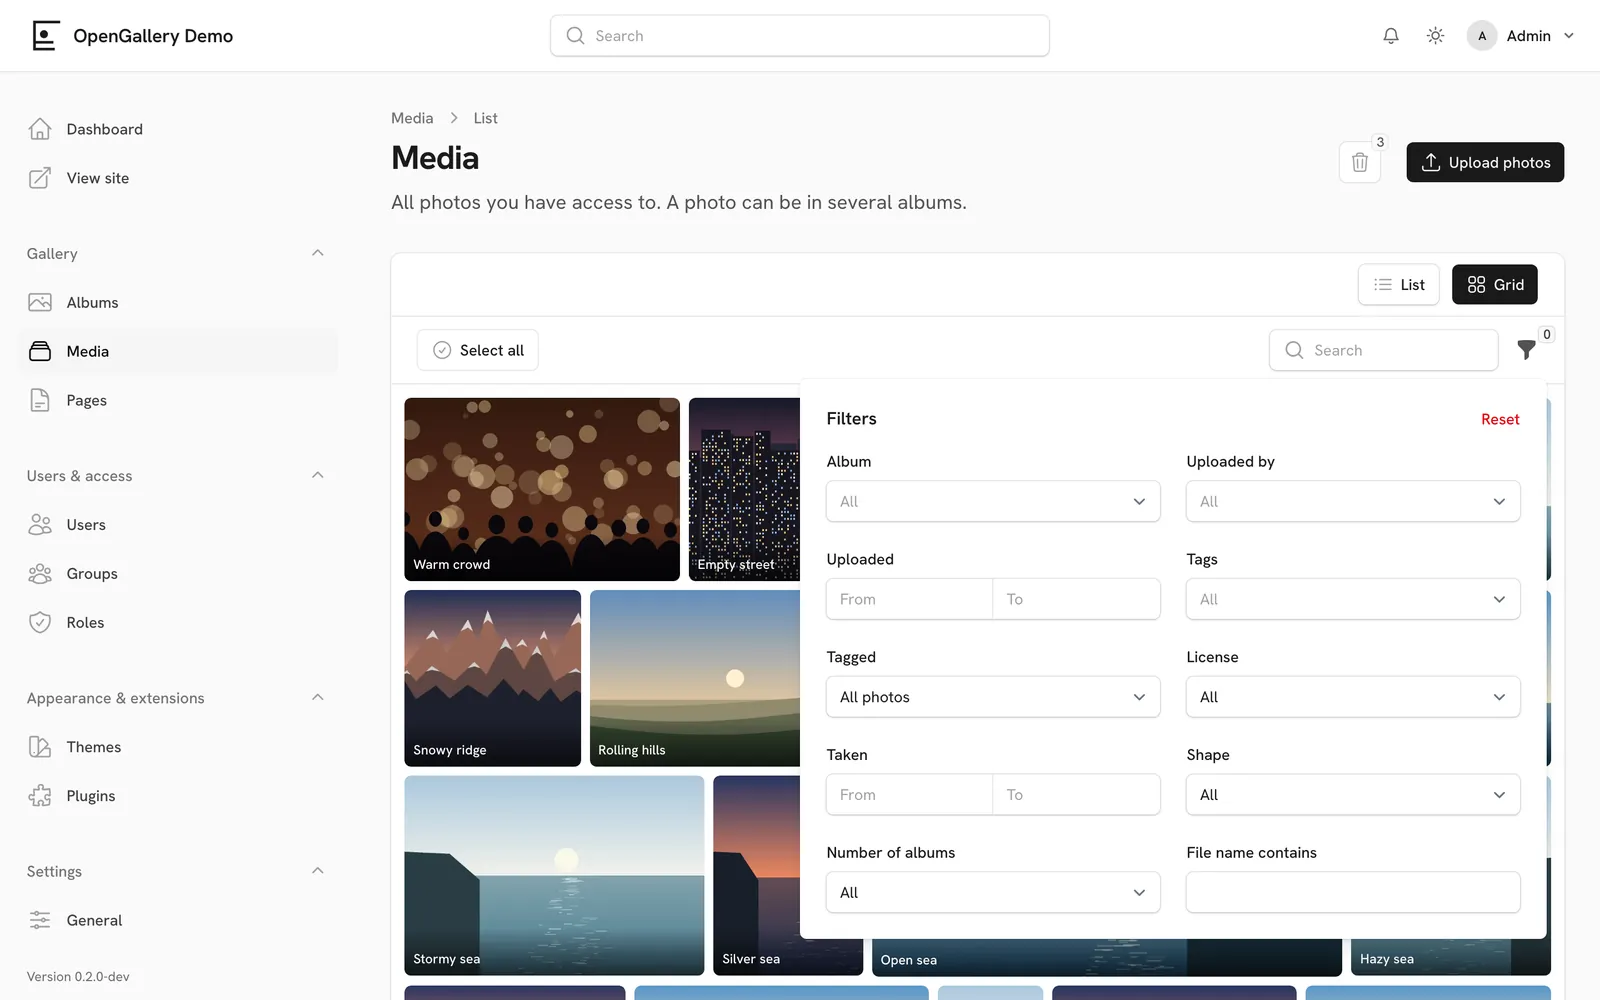 OpenGallery Demo
Search
A
Admin
Dashboard
View site
Gallery
Albums
Media
Pages
Users & access
Users
Groups
Roles
Appearance & extensions
Themes
Plugins
Settings
General
Version 0.2.0-dev
Media > List
Media
All photos you have access to. A photo can be in several albums.
3
Upload photos
List
Grid
Select all
Search
0
Filters
Reset
Album
All
Uploaded by
All
Uploaded
From
To
Tags
All
Tagged
All photos
License
All
Taken
From
To
Shape
All
Number of albums
All
File name contains
Warm crowd
Empty street
Snowy ridge
Rolling hills
Stormy sea
Silver sea
Open sea
Hazy sea